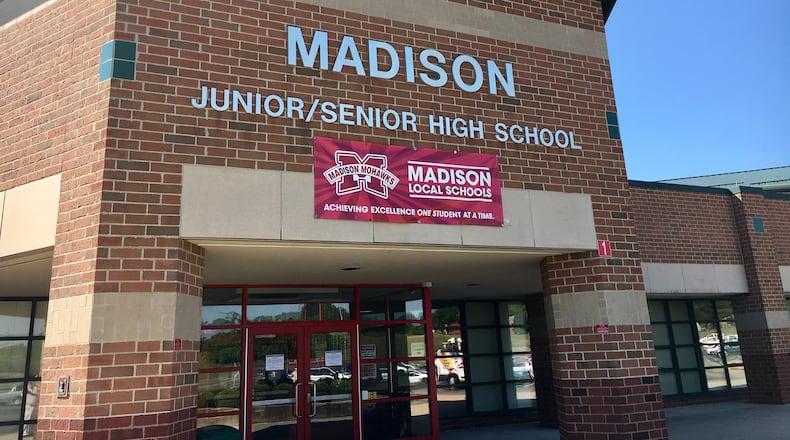 MADISON
JUNIOR/SENIOR HIGH SCHOOL
M
MADISON MOHAWKS
MADISON
LOCAL SCHOOLS
ACHIEVING EXCELLENCE ONE STUDENT AT A TIME.
1